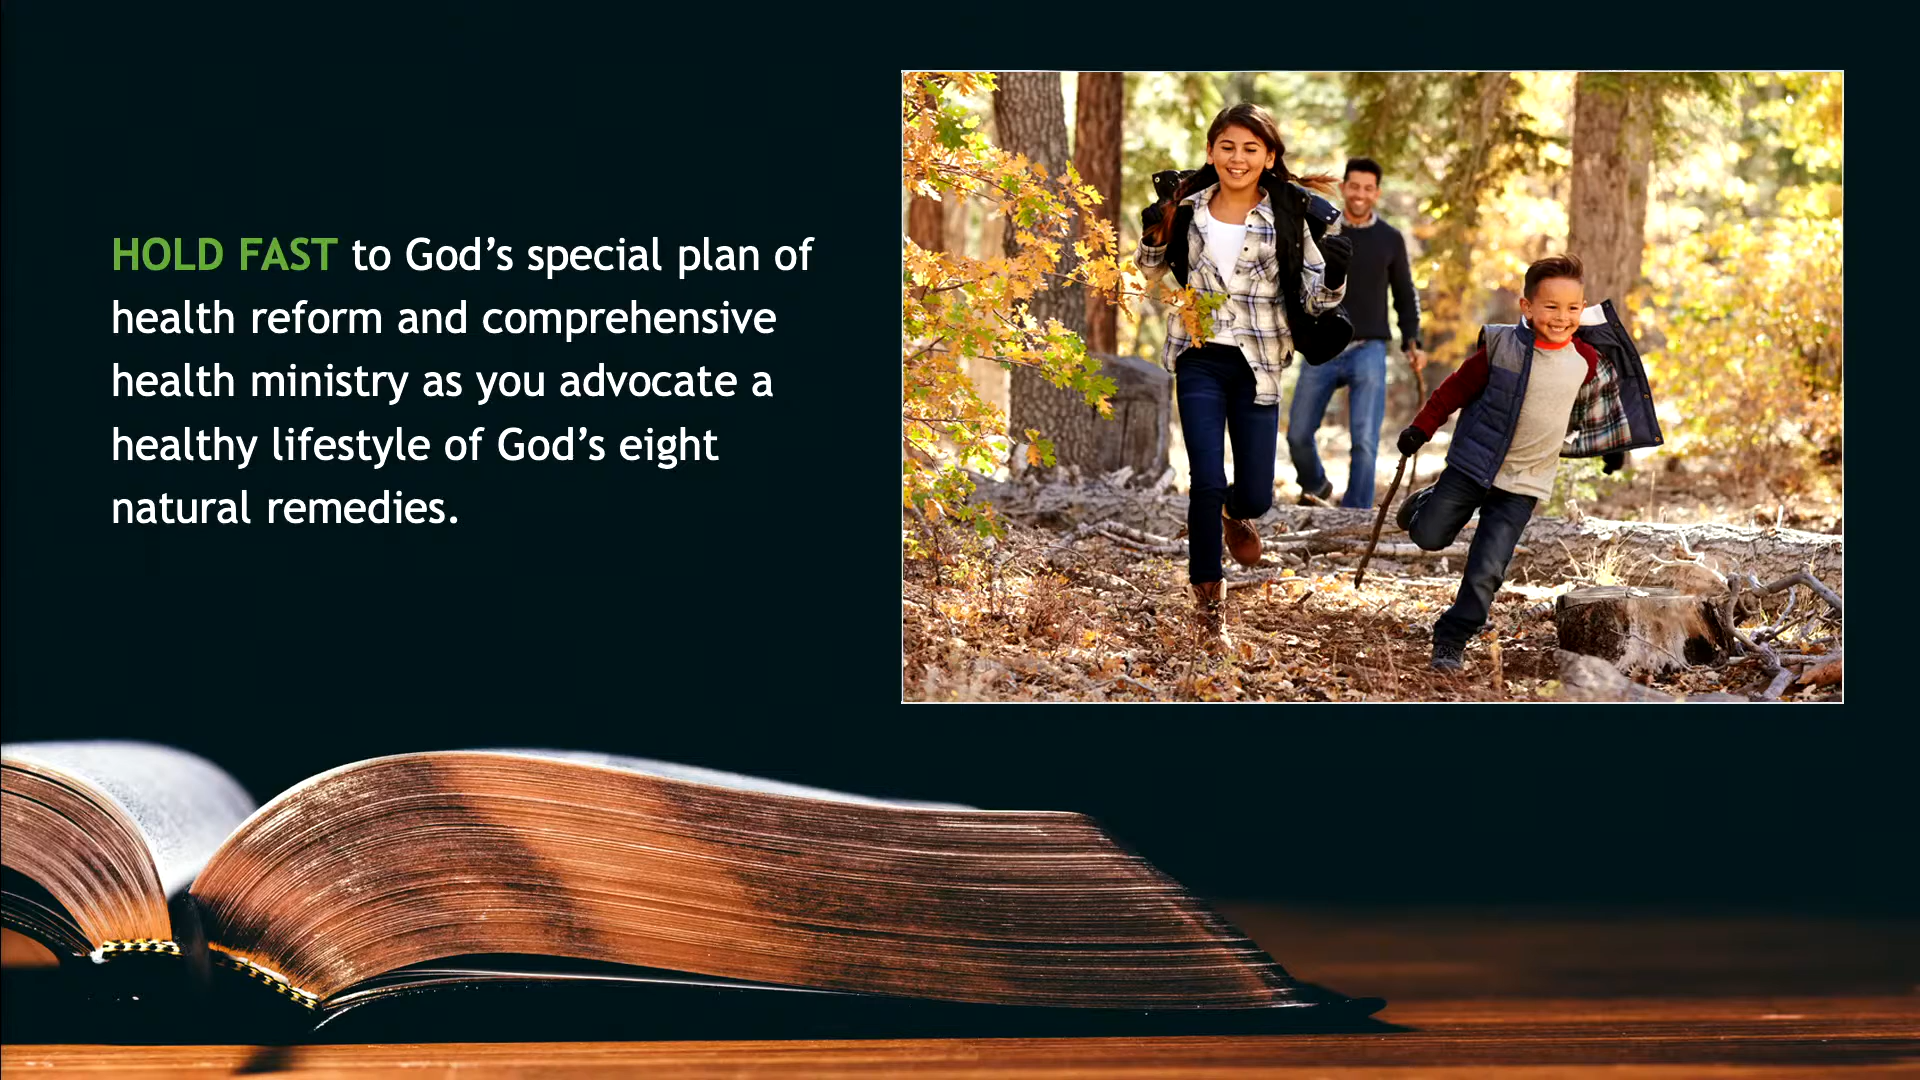 HOLD FAST to God’s special plan of
health reform and comprehensive
health ministry as you advocate a
healthy lifestyle of God’s eight
natural remedies.